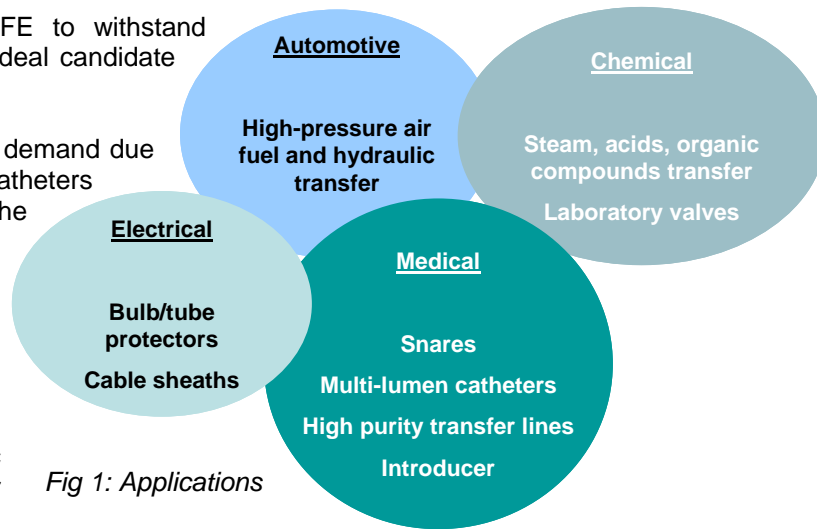 FE to withstand
deal candidate
demand due
atheters
he
Automotive
High-pressure air
fuel and hydraulic
transfer
Chemical
Steam, acids, organic
compounds transfer
Laboratory valves
Electrical
Bulb/tube
protectors
Cable sheaths
Medical
Snares
Multi-lumen catheters
High purity transfer lines
Introducer
Fig 1: Applications